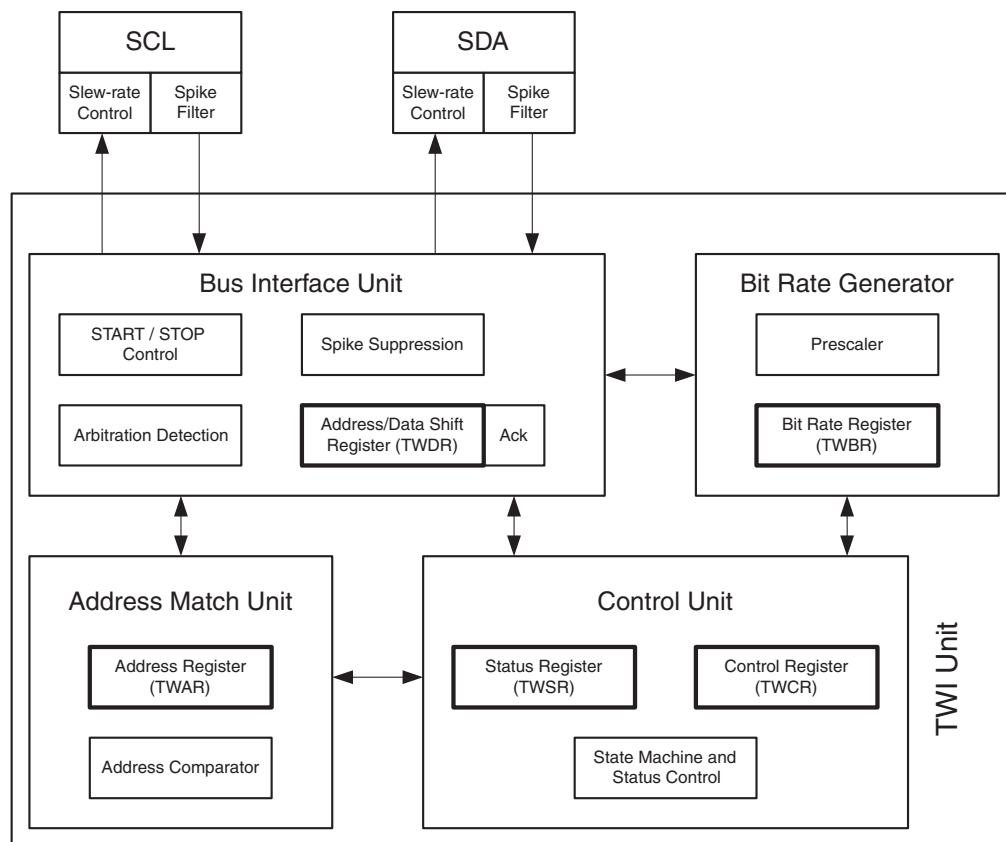 SCL
SDA
Slew-rate
Control
Spike
Filter
Slew-rate
Control
Spike
Filter
Bus Interface Unit
Bit Rate Generator
START / STOP
Control
Spike Suppression
Prescaler
Arbitration Detection
Address/Data Shift
Register (TWDR)
Ack
Bit Rate Register
(TWBR)
Address Match Unit
Control Unit
Address Register
(TWAR)
Status Register
(TWSR)
Control Register
(TWCR)
Address Comparator
State Machine and
Status Control
TWI Unit